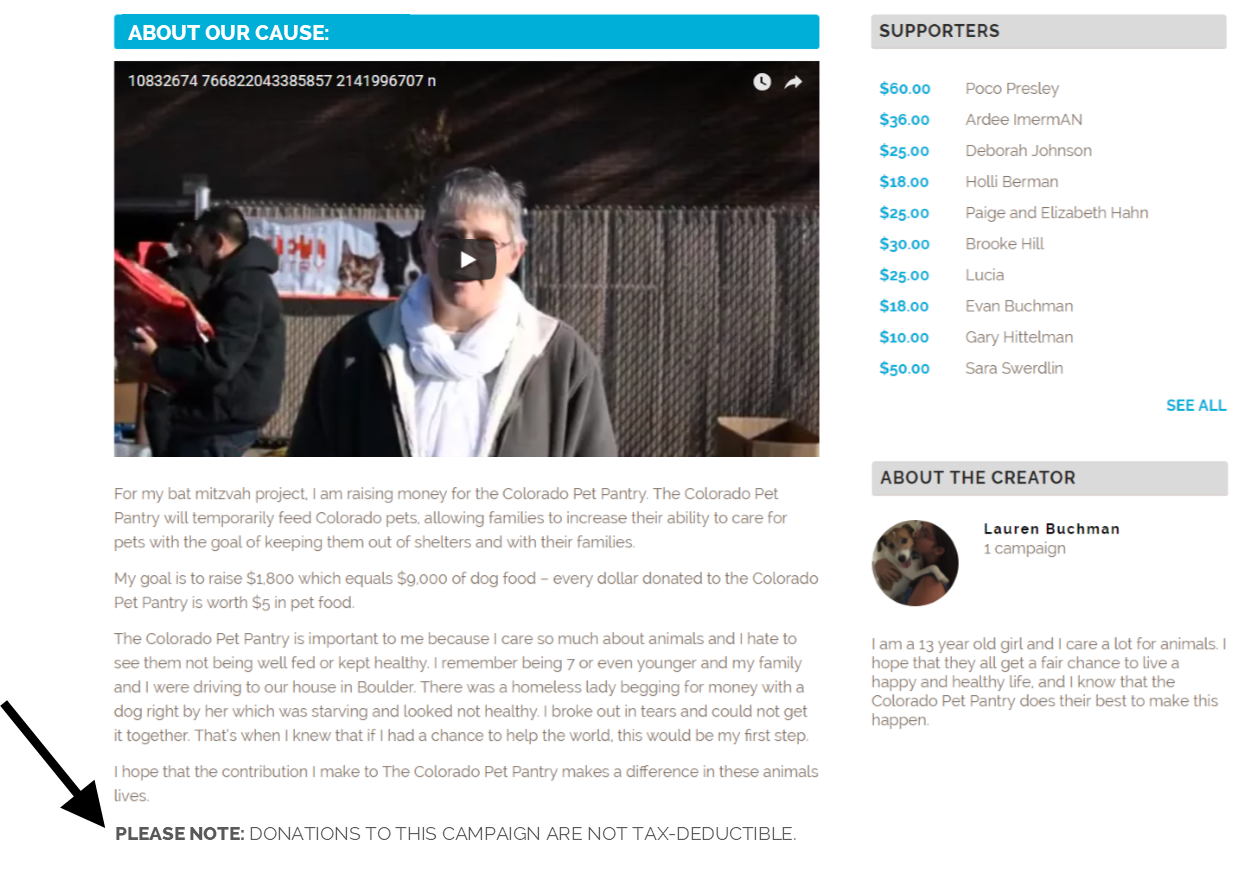 ABOUT OUR CAUSE:
10832674 766822043385857 2141996707 n
For my bat mitzvah project, I am raising money for the Colorado Pet Pantry. The Colorado Pet
Pantry will temporarily feed Colorado pets, allowing families to increase their ability to care for
pets with the goal of keeping them out of shelters and with their families.
My goal is to raise $1,800 which equals $9,000 of dog food – every dollar donated to the Colorado
Pet Pantry is worth $5 in pet food.
The Colorado Pet Pantry is important to me because I care so much about animals and I hate to
see them not being well fed or kept healthy. I remember being 7 or even younger and my family
and I were driving to our house in Boulder. There was a homeless lady begging for money with a
dog right by her which was starving and looked not healthy. I broke out in tears and could not get
it together. That's when I knew that if I had a chance to help the world, this would be my first step.
I hope that the contribution I make to The Colorado Pet Pantry makes a difference in these animals
lives.
PLEASE NOTE: DONATIONS TO THIS CAMPAIGN ARE NOT TAX-DEDUCTIBLE.
SUPPORTERS
$60.00 Poco Presley
$36.00 Ardee ImermAN
$25.00 Deborah Johnson
$18.00 Holli Berman
$25.00 Paige and Elizabeth Hahn
$30.00 Brooke Hill
$25.00 Lucia
$18.00 Evan Buchman
$10.00 Gary Hittelman
$50.00 Sara Swerdlin
SEE ALL
ABOUT THE CREATOR
Lauren Buchman
1 campaign
I am a 13 year old girl and I care a lot for animals. I
hope that they all get a fair chance to live a
happy and healthy life, and I know that the
Colorado Pet Pantry does their best to make this
happen.